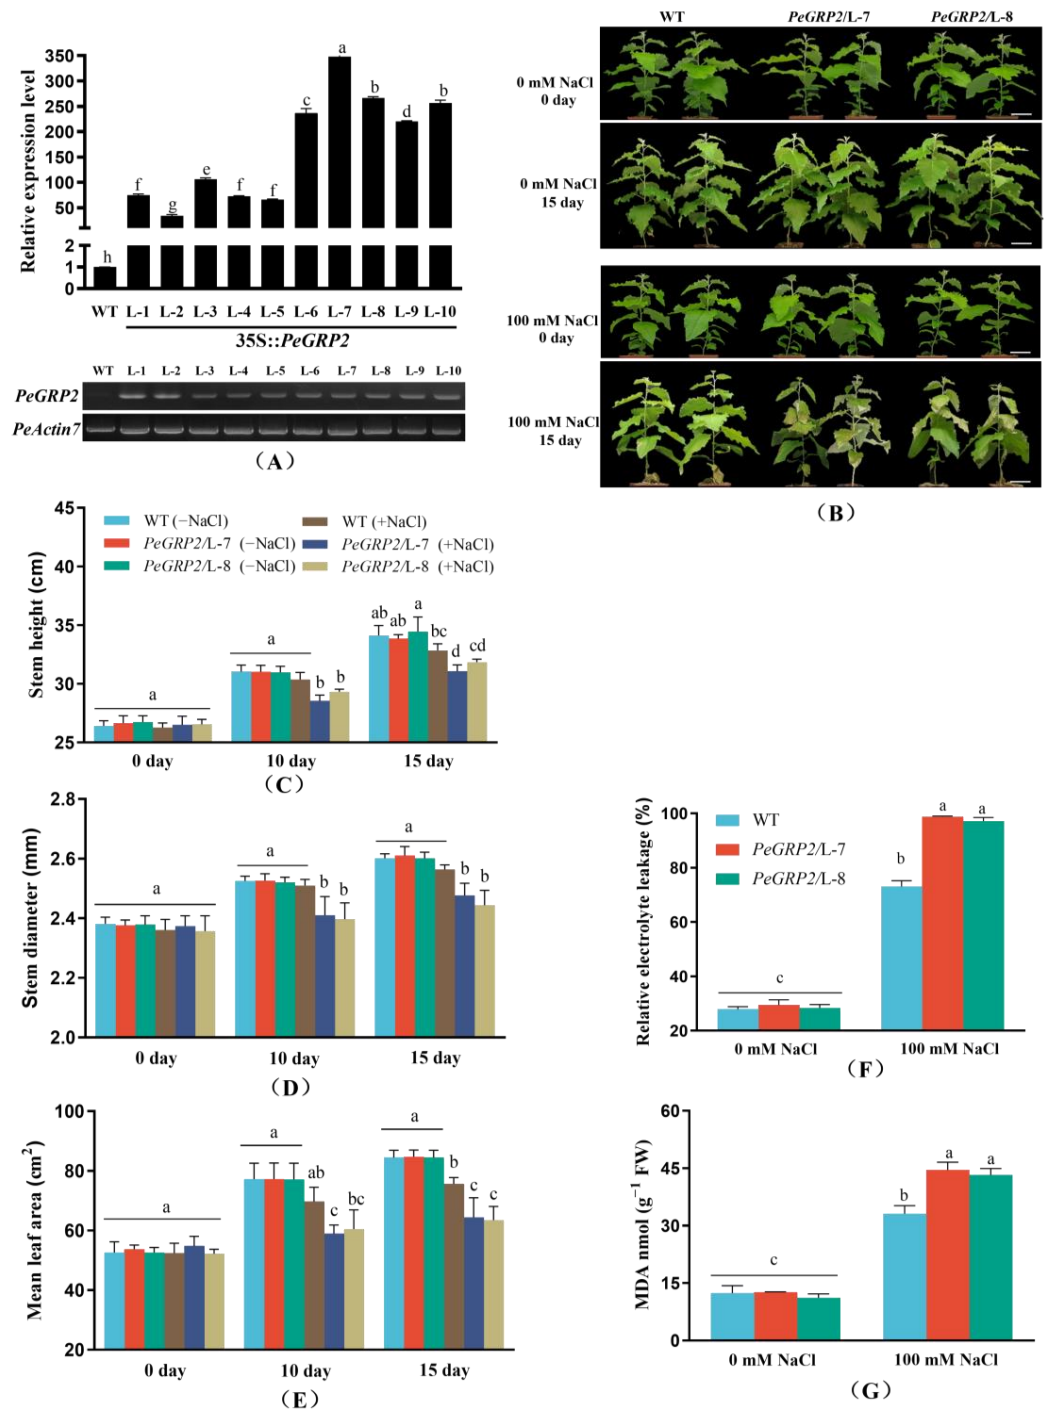 Relative expression level
350
300
250
200
150
100
50
2
1
0
h
f
g
e
f
f
c
a
b
d
b
WT L-1 L-2 L-3 L-4 L-5 L-6 L-7 L-8 L-9 L-10
35S::PeGRP2
WT L-1 L-2 L-3 L-4 L-5 L-6 L-7 L-8 L-9 L-10
PeGRP2
PeActin7
(A)
WT PeGRP2/L-7 PeGRP2/L-8
0 mM NaCl
0 day
0 mM NaCl
15 day
100 mM NaCl
0 day
100 mM NaCl
15 day
(B)
Stem height (cm)
45
40
35
30
25
WT (−NaCl) WT (+NaCl)
PeGRP2/L-7 (−NaCl) PeGRP2/L-7 (+NaCl)
PeGRP2/L-8 (−NaCl) PeGRP2/L-8 (+NaCl)
a
a b b
ab ab a bc d cd
0 day 10 day 15 day
(C)
Stem diameter (mm)
2.8
2.6
2.4
2.2
2.0
a
a b b
a b b
0 day 10 day 15 day
(D)
Mean leaf area (cm²)
100
80
60
40
20
a
a ab c bc
a b c c
0 day 10 day 15 day
(E)
Relative electrolyte leakage (%)
100
80
60
40
20
WT
PeGRP2/L-7
PeGRP2/L-8
c
b a a
0 mM NaCl 100 mM NaCl
(F)
MDA nmol (g⁻¹ FW)
60
45
30
15
0
c
b a a
0 mM NaCl 100 mM NaCl
(G)